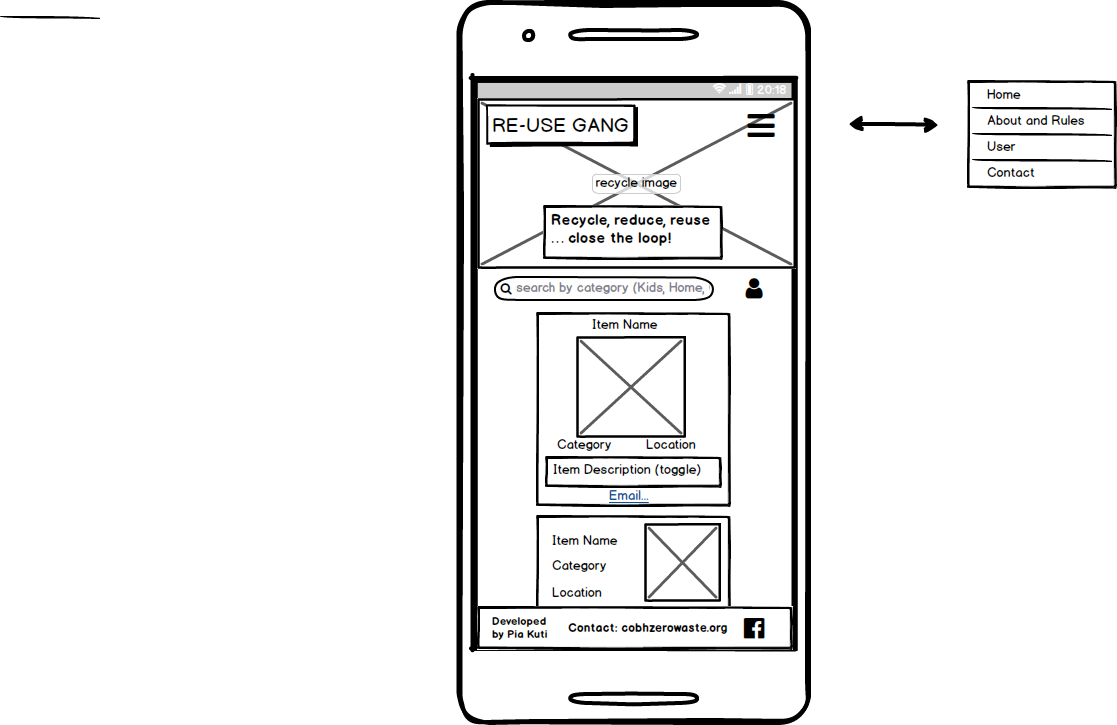 20:18
RE-USE GANG
recycle image
Recycle, reduce, reuse
... close the loop!
search by category (Kids, Home,
Item Name
Category Location
Item Description (toggle)
Email...
Item Name
Category
Location
Developed
by Pia Kuti
Contact: cobhzerowaste.org
Home
About and Rules
User
Contact